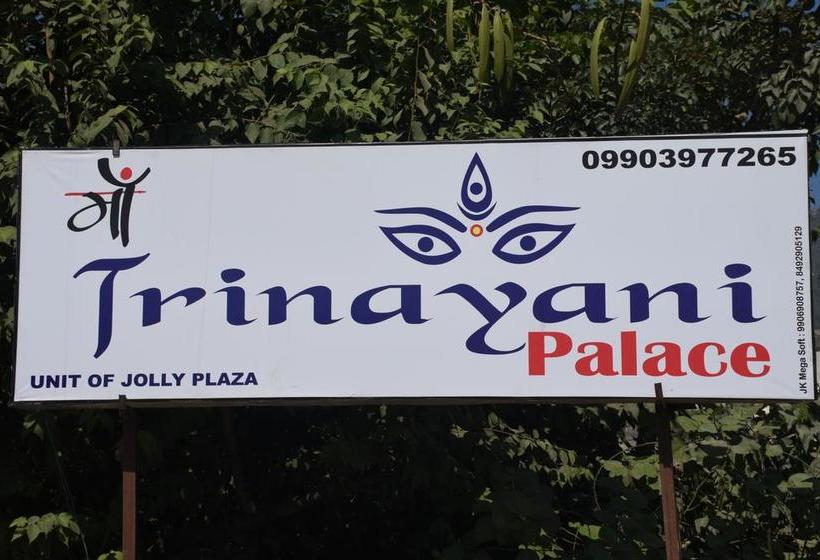 09903977265
माँ
Trinayani
Palace
UNIT OF JOLLY PLAZA
JK Mega Soft : 9906908757, 8492905129